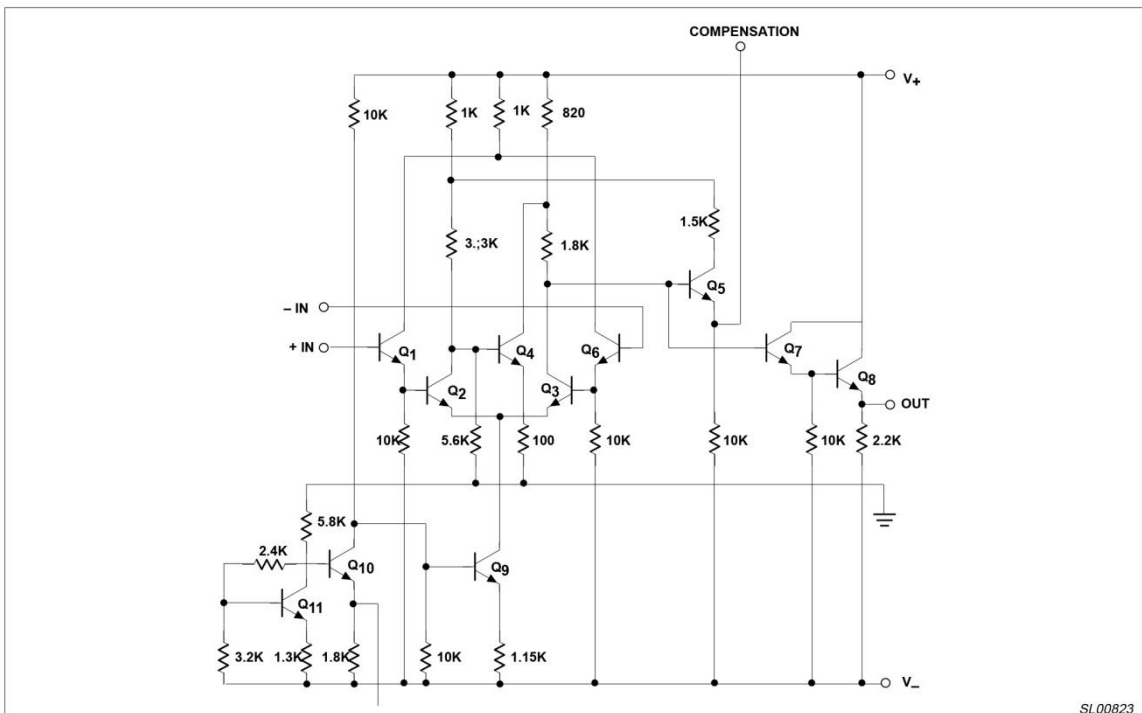 COMPENSATION
V+
10K
1K
1K
820
3.;3K
1.8K
1.5K
Q5
– IN
+ IN
Q1
Q4
Q6
Q7
Q2
Q3
Q8
OUT
10K
5.6K
100
10K
10K
10K
2.2K
5.8K
2.4K
Q10
Q9
Q11
3.2K
1.3K
1.8K
10K
1.15K
V–
SL00823